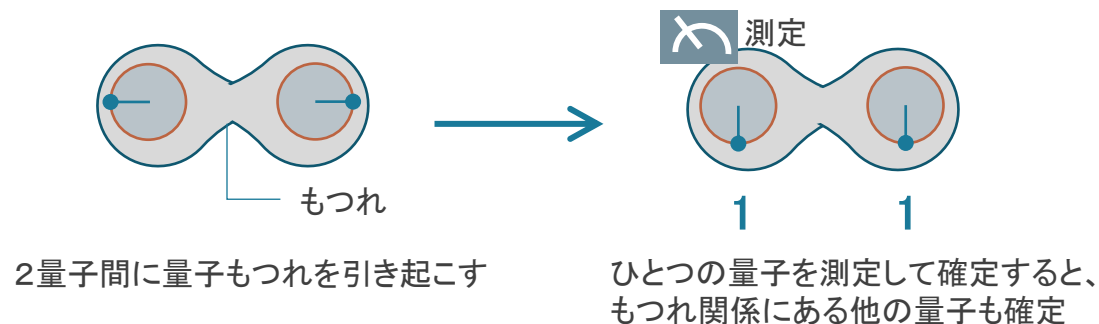 測定
もつれ
1 1
２量子間に量子もつれを引き起こす
ひとつの量子を測定して確定すると、
もつれ関係にある他の量子も確定